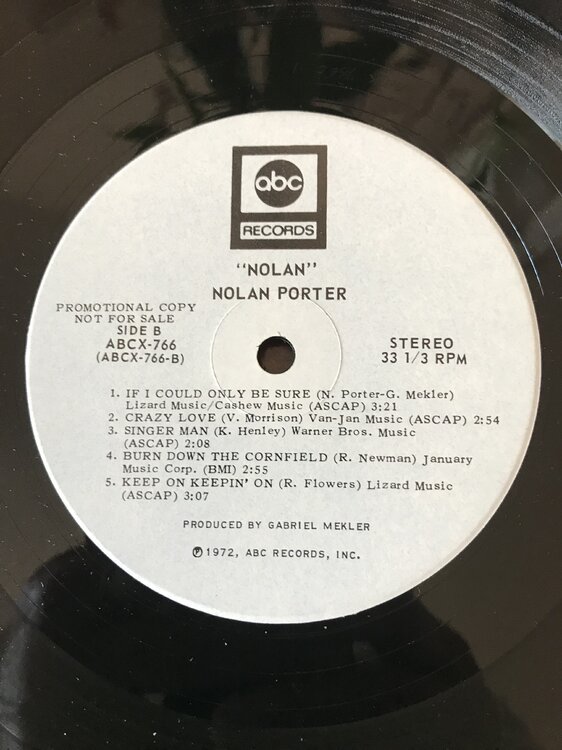 abc
RECORDS
"NOLAN"
NOLAN PORTER
PROMOTIONAL COPY
NOT FOR SALE
SIDE B
ABCX-766
(ABCX-766-B)
STEREO
33 1/3 RPM
1. IF I COULD ONLY BE SURE (N. Porter-G. Mekler)
Lizard Music/Cashew Music (ASCAP) 3:21
2. CRAZY LOVE (V. Morrison) Van-Jan Music (ASCAP) 2:54
3. SINGER MAN (K. Henley) Warner Bros. Music
(ASCAP) 2:08
4. BURN DOWN THE CORNFIELD (R. Newman) January
Music Corp. (BMI) 2:55
5. KEEP ON KEEPIN' ON (R. Flowers) Lizard Music
(ASCAP) 3:07
PRODUCED BY GABRIEL MEKLER
℗ 1972, ABC RECORDS, INC.